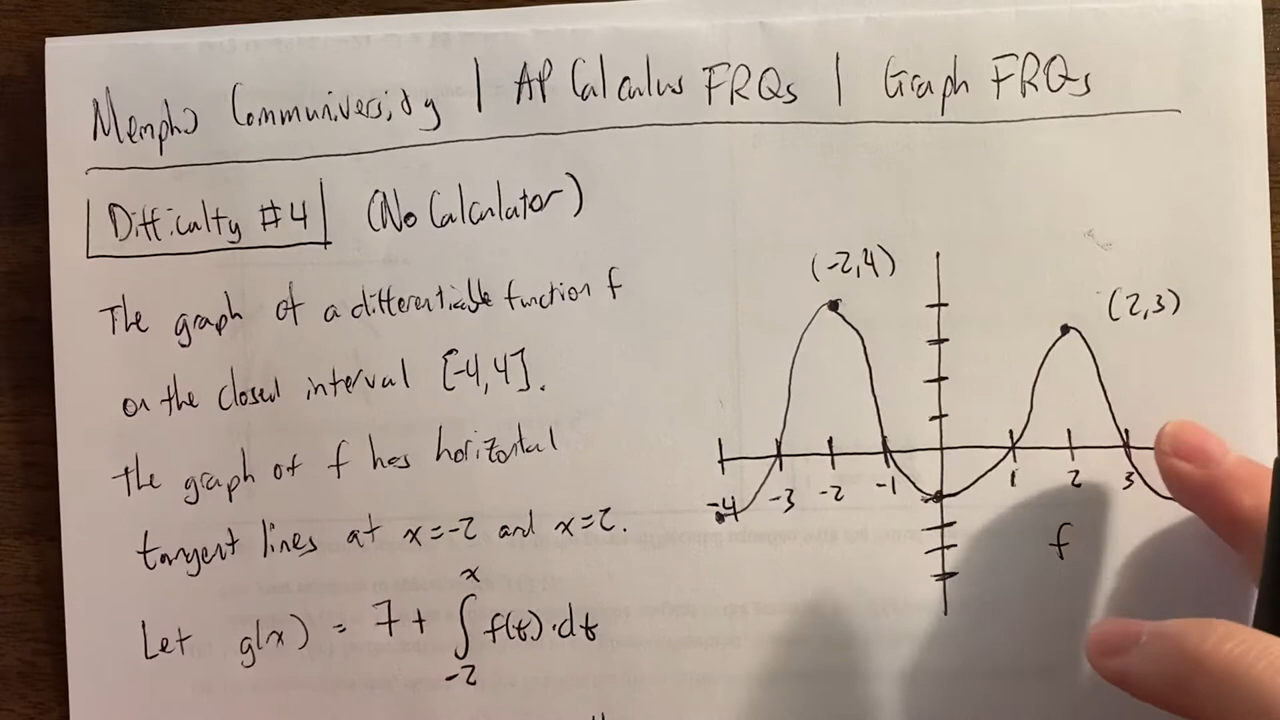 Mempho Communiversidy | AP Calculus FRQs | Graph FRQs
Difficulty #4 (No Calculator)
The graph of a differentiable function f
on the closed interval [-4,4].
the graph of f has horizontal
tangent lines at x=-2 and x=2.
Let g(x) = 7 + ∫_{-2}^{x} f(t)·dt
(-2,4)
(2,3)
-4 -3 -2 -1 1 2 3
f